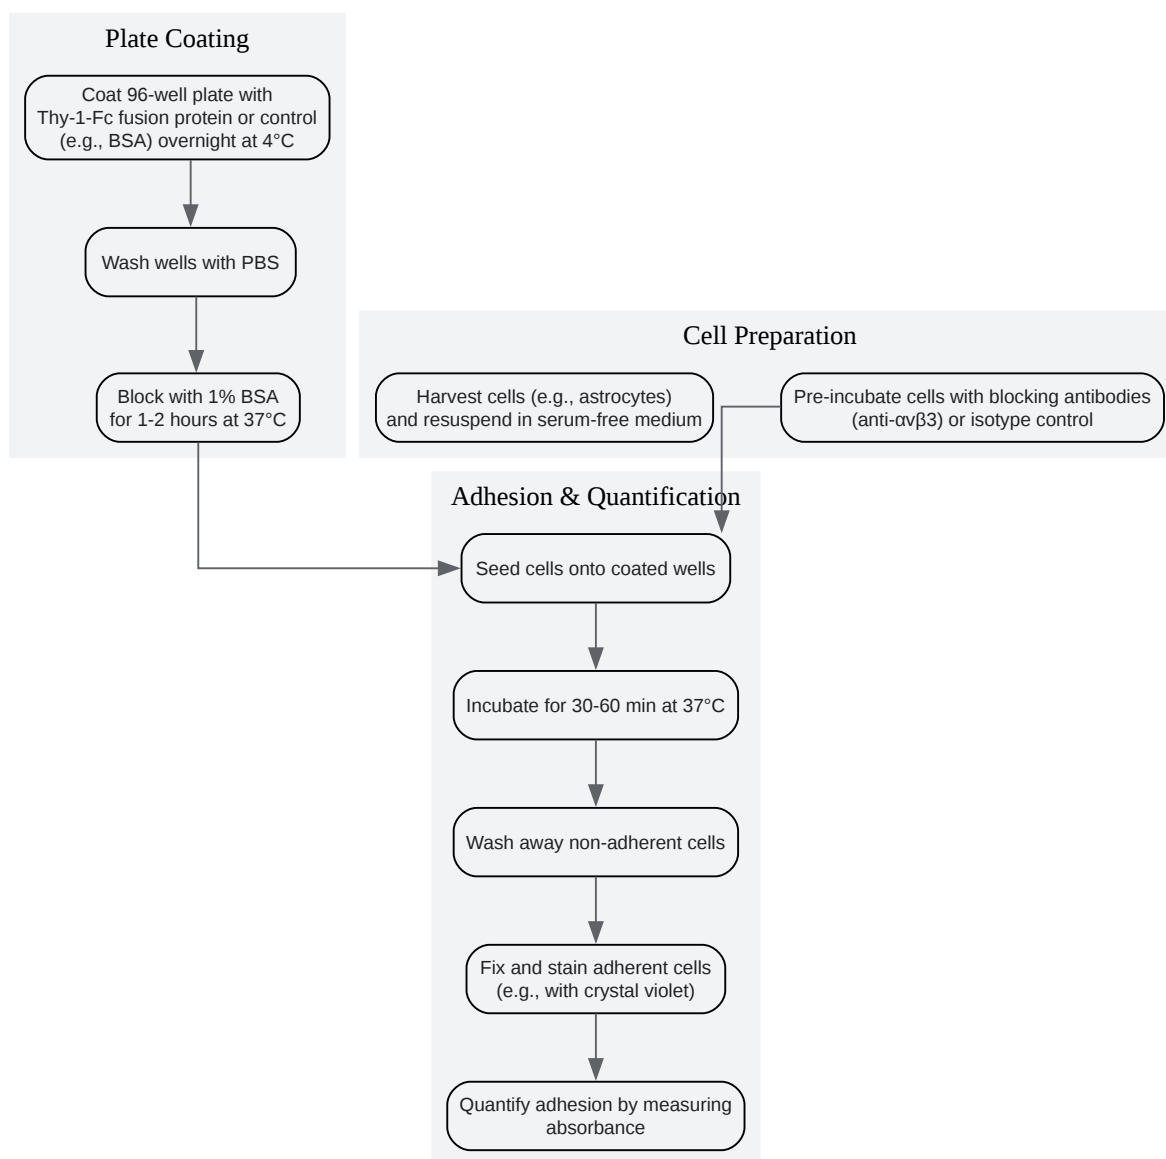 Plate Coating
Coat 96-well plate with
Thy-1-Fc fusion protein or control
(e.g., BSA) overnight at 4°C
Wash wells with PBS
Block with 1% BSA
for 1-2 hours at 37°C
Cell Preparation
Harvest cells (e.g., astrocytes)
and resuspend in serum-free medium
Pre-incubate cells with blocking antibodies
(anti-αvβ3) or isotype control
Adhesion & Quantification
Seed cells onto coated wells
Incubate for 30-60 min at 37°C
Wash away non-adherent cells
Fix and stain adherent cells
(e.g., with crystal violet)
Quantify adhesion by measuring
absorbance